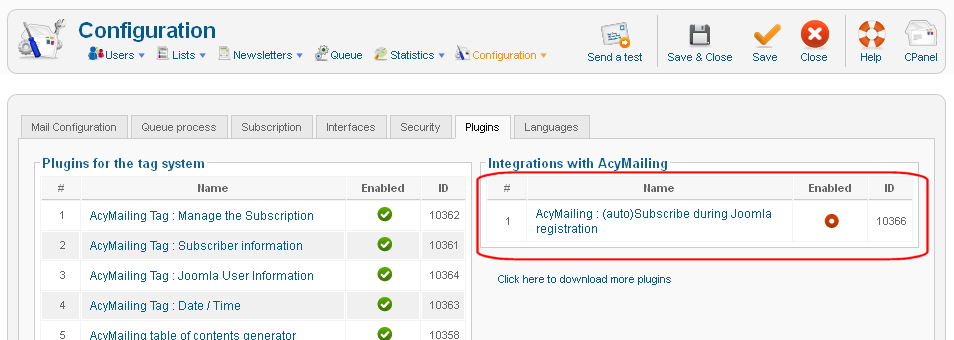 Configuration
Users Lists Newsletters Queue Statistics Configuration
Send a test Save & Close Save Close Help CPanel
Mail Configuration Queue process Subscription Interfaces Security Plugins Languages
Plugins for the tag system
# Name Enabled ID
1 AcyMailing Tag : Manage the Subscription 10362
2 AcyMailing Tag : Subscriber information 10361
3 AcyMailing Tag : Joomla User Information 10364
4 AcyMailing Tag : Date / Time 10363
5 AcyMailing table of contents generator 10358
Integrations with AcyMailing
# Name Enabled ID
1 AcyMailing : (auto)Subscribe during Joomla
registration 10366
Click here to download more plugins